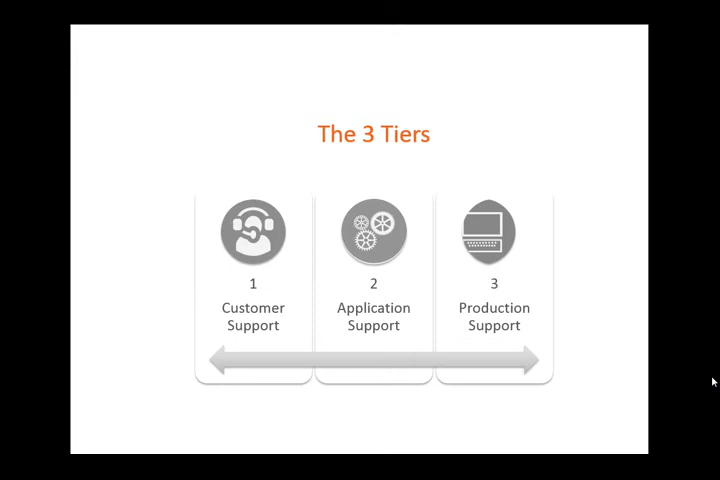 The 3 Tiers
1
Customer
Support
2
Application
Support
3
Production
Support